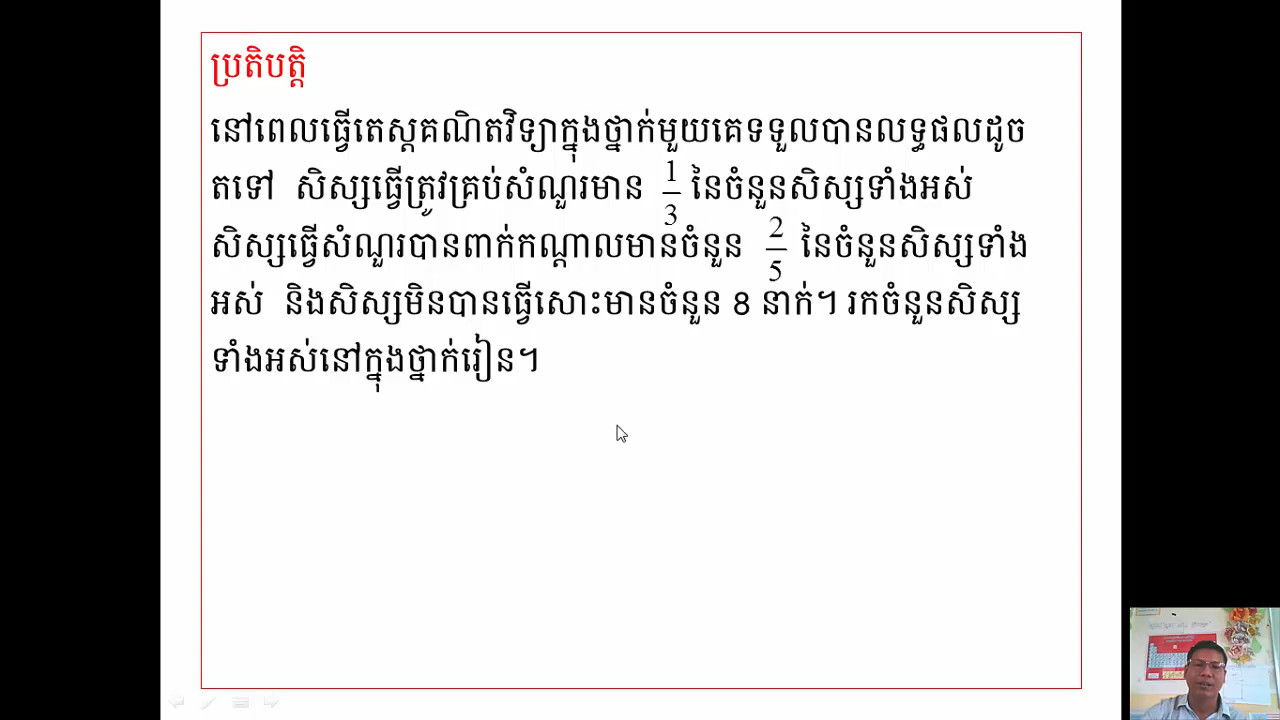 ប្រតិបត្តិ
នៅពេលធ្វើតេស្តគណិតវិទ្យាក្នុងថ្នាក់មួយគេទទួលបានលទ្ធផលដូច
តទៅ សិស្សធ្វើត្រូវគ្រប់សំណួរមាន 1/3 នៃចំនួនសិស្សទាំងអស់
សិស្សធ្វើសំណួរបានពាក់កណ្តាលមានចំនួន 2/5 នៃចំនួនសិស្សទាំង
អស់ និងសិស្សមិនបានធ្វើសោះមានចំនួន 8 នាក់។ រកចំនួនសិស្ស
ទាំងអស់នៅក្នុងថ្នាក់រៀន។